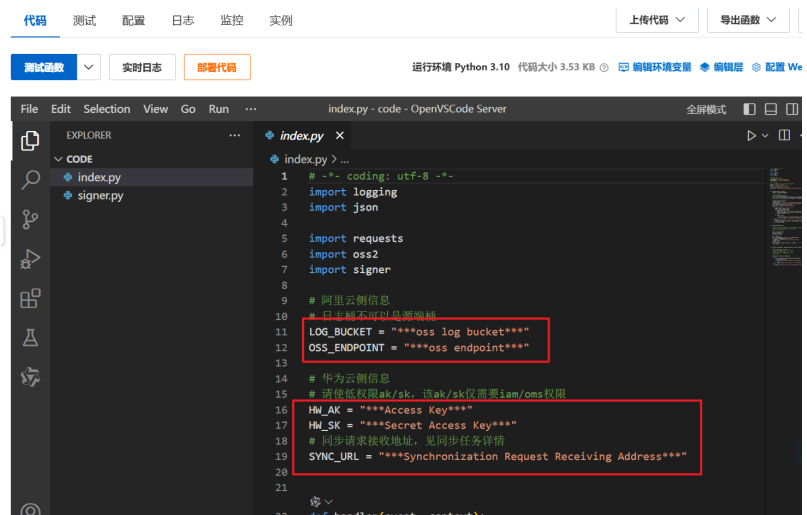 代码 测试 配置 日志 监控 实例 上传代码 导出函数
测试函数 实时日志 部署代码 运行环境 Python 3.10 代码大小 3.53 KB 编辑环境变量 编辑层 配置 We
File Edit Selection View Go Run ··· index.py - code - OpenVSCode Server 全屏模式
EXPLORER ··· index.py
CODE index.py > ...
index.py
signer.py
1 # -*- coding: utf-8 -*-
2 import logging
3 import json
4
5 import requests
6 import oss2
7 import signer
8
9 # 阿里云侧信息
10 # 日志桶不可以是源端桶
11 LOG_BUCKET = "***oss log bucket***"
12 OSS_ENDPOINT = "***oss endpoint***"
13
14 # 华为云侧信息
15 # 请使低权限ak/sk，该ak/sk仅需要iam/oms权限
16 HW_AK = "***Access Key***"
17 HW_SK = "***Secret Access Key***"
18 # 同步请求接收地址，见同步任务详情
19 SYNC_URL = "***Synchronization Request Receiving Address***"
20
21
22 def handler(event, context):